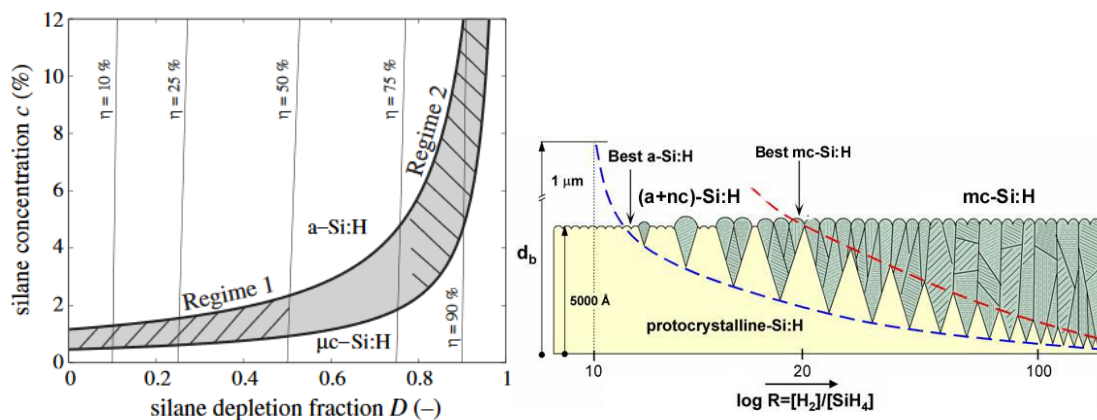 silane concentration c (%)
12
10
8
6
4
2
0
η = 10 %
η = 25 %
η = 50 %
η = 75 %
η = 90 %
Regime 2
a–Si:H
Regime 1
µc–Si:H
0
0.2
0.4
0.6
0.8
1
silane depletion fraction D (–)
Best a-Si:H
Best mc-Si:H
1 µm
(a+nc)-Si:H
mc-Si:H
d_b
5000 Å
protocrystalline-Si:H
10
20
100
log R=[H₂]/[SiH₄]